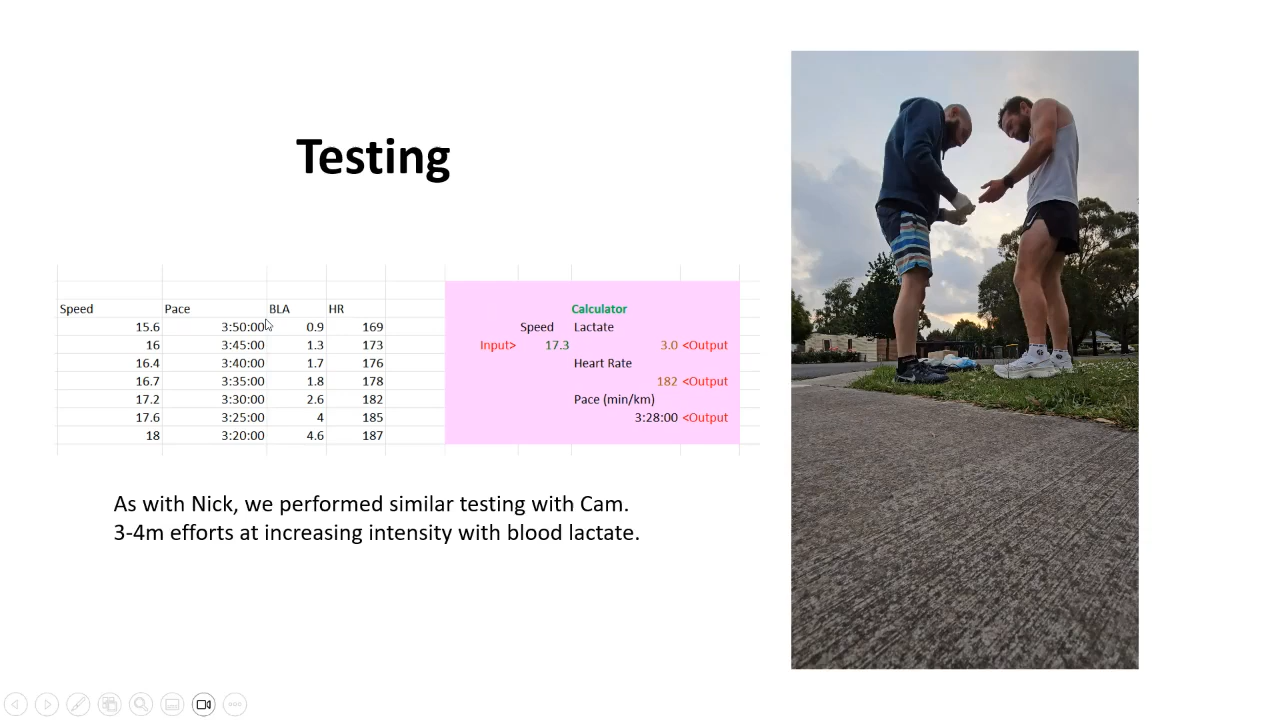 Testing
Speed Pace BLA HR
15.6 3:50:00 0.9 169
16 3:45:00 1.3 173
16.4 3:40:00 1.7 176
16.7 3:35:00 1.8 178
17.2 3:30:00 2.6 182
17.6 3:25:00 4 185
18 3:20:00 4.6 187
Calculator
Speed Lactate
Input> 17.3 3.0 <Output
Heart Rate
182 <Output
Pace (min/km)
3:28:00 <Output
As with Nick, we performed similar testing with Cam.
3-4m efforts at increasing intensity with blood lactate.